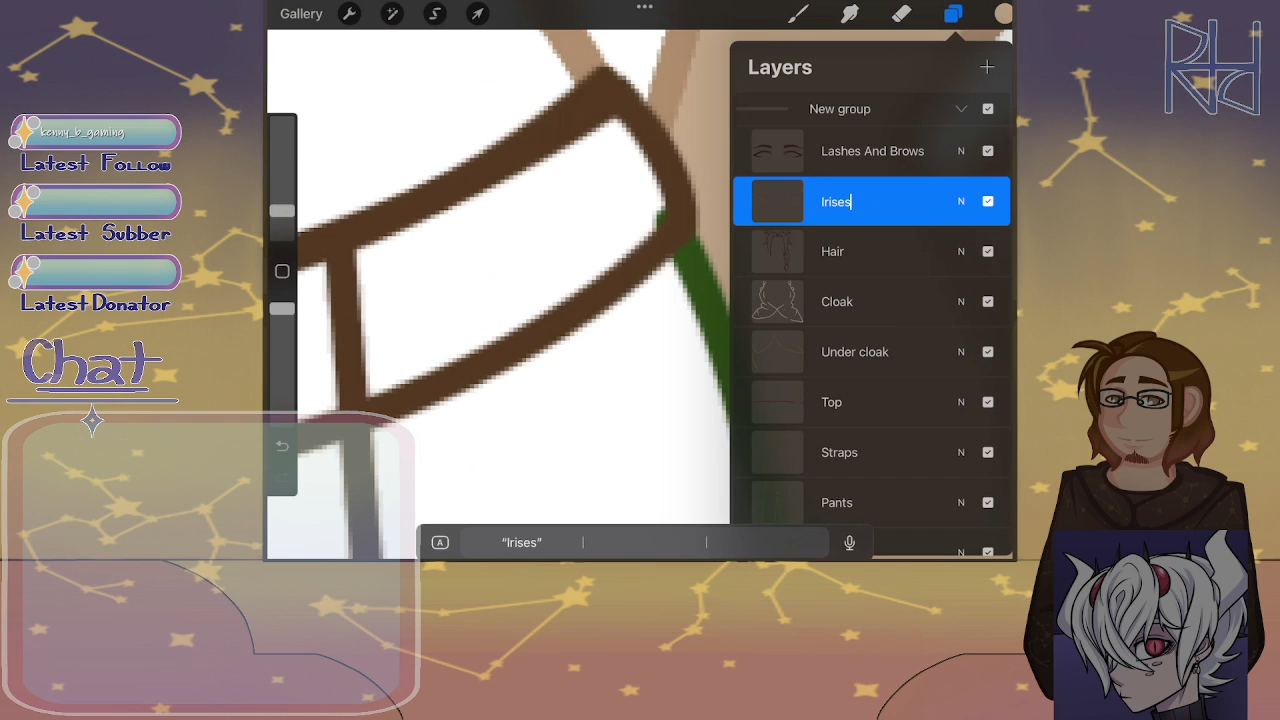 Gallery
kenny_b_gaming
Latest Follow
Latest Subber
Latest Donator
Chat
Layers
New group
Lashes And Brows N
Irises N
Hair N
Cloak N
Under cloak N
Top N
Straps N
Pants N
N
A "Irises"